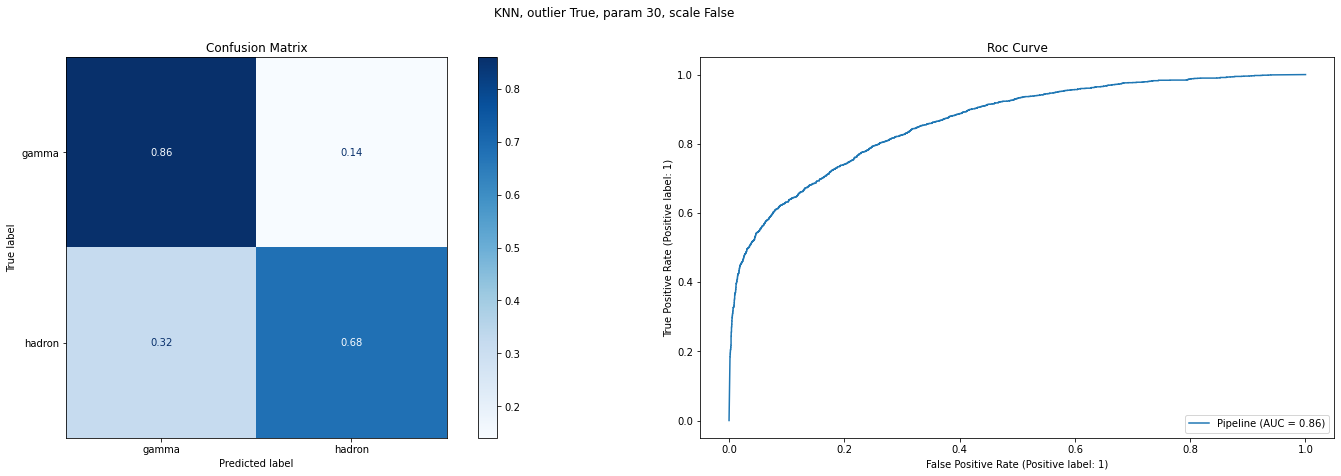 KNN, outlier True, param 30, scale False
Confusion Matrix
True label
gamma
0.86
0.14
hadron
0.32
0.68
gamma
hadron
Predicted label
0.8
0.7
0.6
0.5
0.4
0.3
0.2
Roc Curve
True Positive Rate (Positive label: 1)
1.0
0.8
0.6
0.4
0.2
0.0
Pipeline (AUC = 0.86)
0.0
0.2
0.4
0.6
0.8
1.0
False Positive Rate (Positive label: 1)